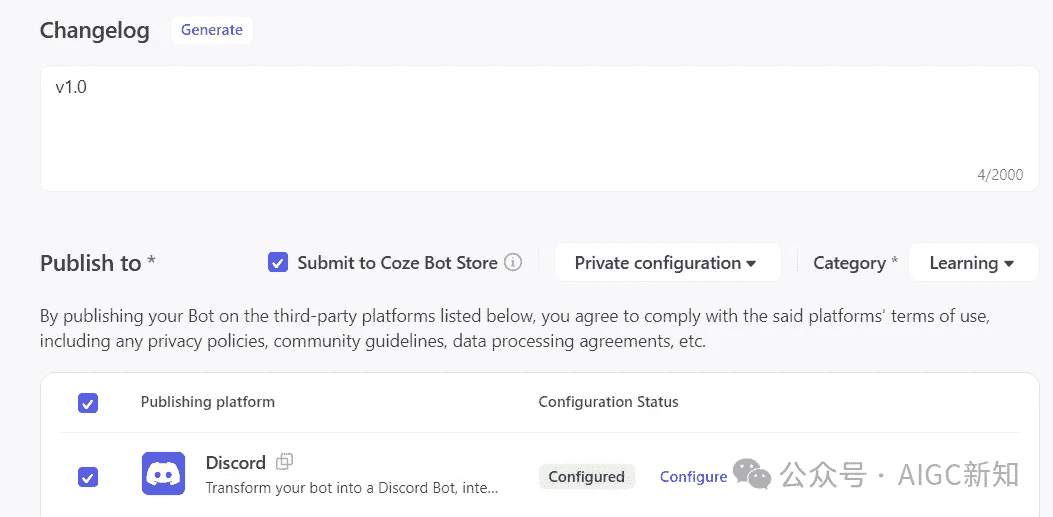 Changelog Generate
v1.0
4/2000
Publish to * Submit to Coze Bot Store Private configuration Category * Learning
By publishing your Bot on the third-party platforms listed below, you agree to comply with the said platforms' terms of use,
including any privacy policies, community guidelines, data processing agreements, etc.
Publishing platform Configuration Status
Discord
Transform your bot into a Discord Bot, inte...
Configured Configure
公众号 · AIGC新知